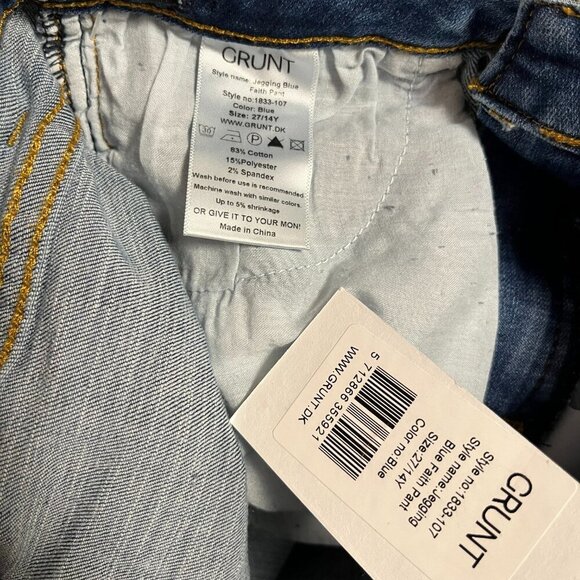 GRUNT
Style name: Jegging Blue
Faith Pant
Style no:1833-107
Color: Blue
Size: 27/14Y
WWW.GRUNT.DK
30 P
83% Cotton
15%Polyester
2% Spandex
Wash before use is recommended
Machine wash with similar colors
Up to 5% shrinkage
OR GIVE IT TO YOUR MON!
Made in China
GRUNT
Style no:1833-107
Style name:Jegging
Blue Faith Pant
Size:27/14Y
Color no:Blue
5 712866 355921
WWW.GRUNT.DK